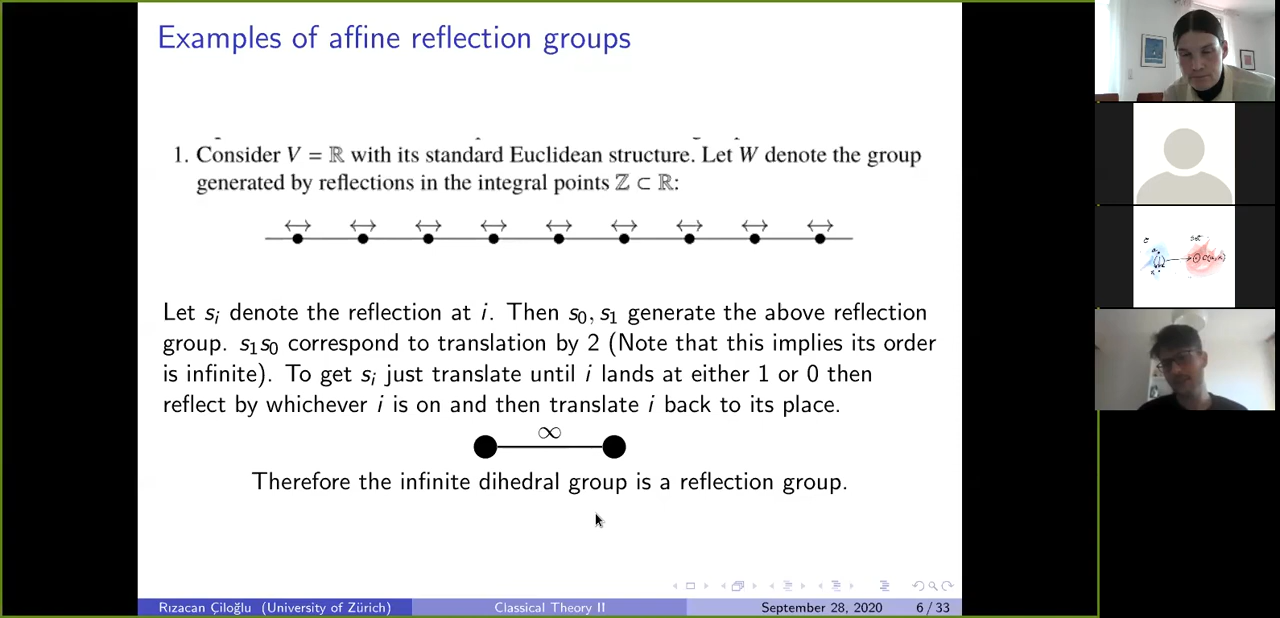 Examples of affine reflection groups
1. Consider V = ℝ with its standard Euclidean structure. Let W denote the group
generated by reflections in the integral points ℤ ⊂ ℝ:
Let sᵢ denote the reflection at i. Then s₀, s₁ generate the above reflection
group. s₁s₀ correspond to translation by 2 (Note that this implies its order
is infinite). To get sᵢ just translate until i lands at either 1 or 0 then
reflect by whichever i is on and then translate i back to its place.
∞
Therefore the infinite dihedral group is a reflection group.
Rızacan Çiloğlu (University of Zürich) Classical Theory II September 28, 2020 6 / 33